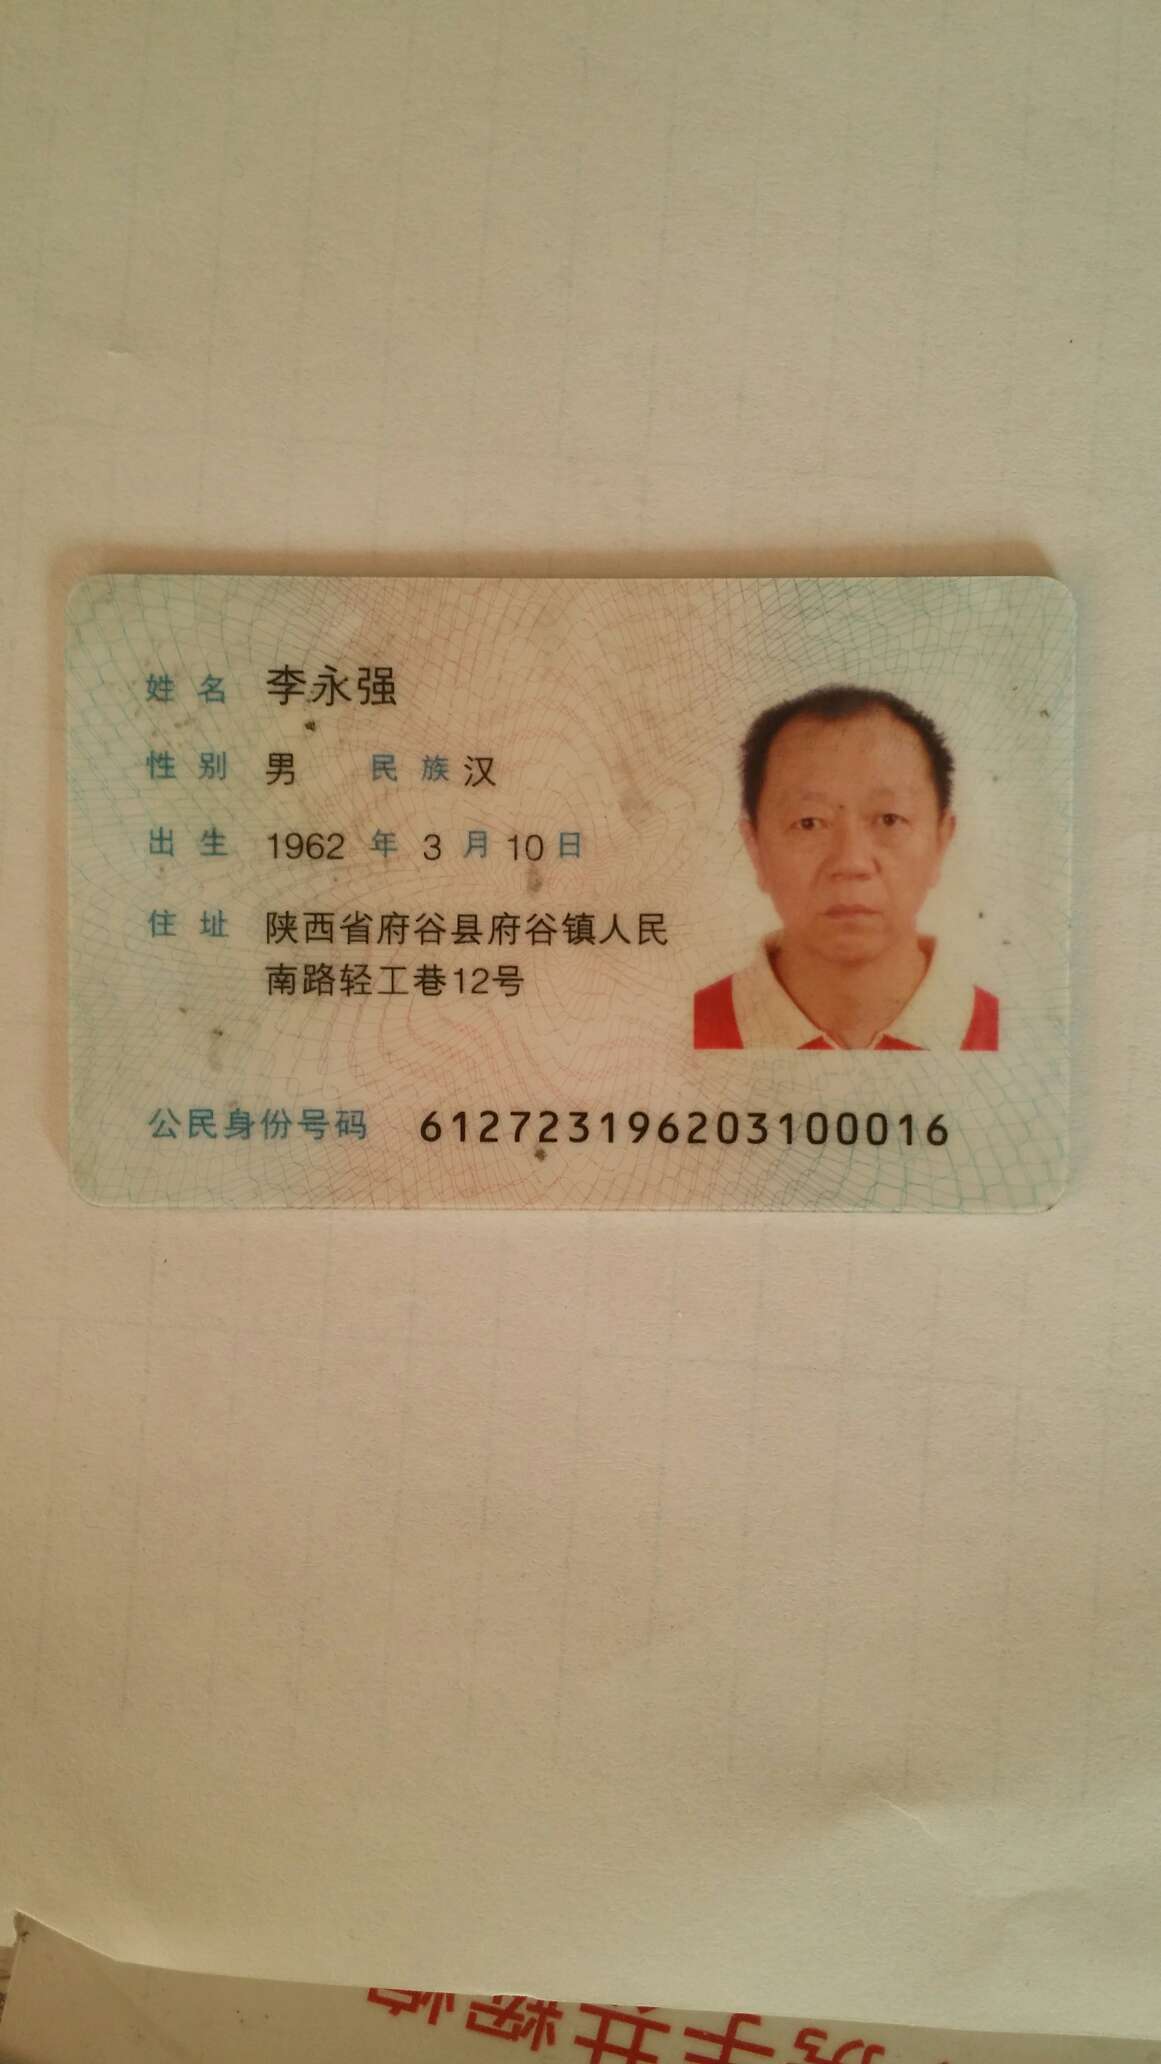 姓名 李永强
性别 男 民族 汉
出生 1962 年 3 月 10 日
住址 陕西省府谷县府谷镇人民
南路轻工巷12号
公民身份号码 612723196203100016